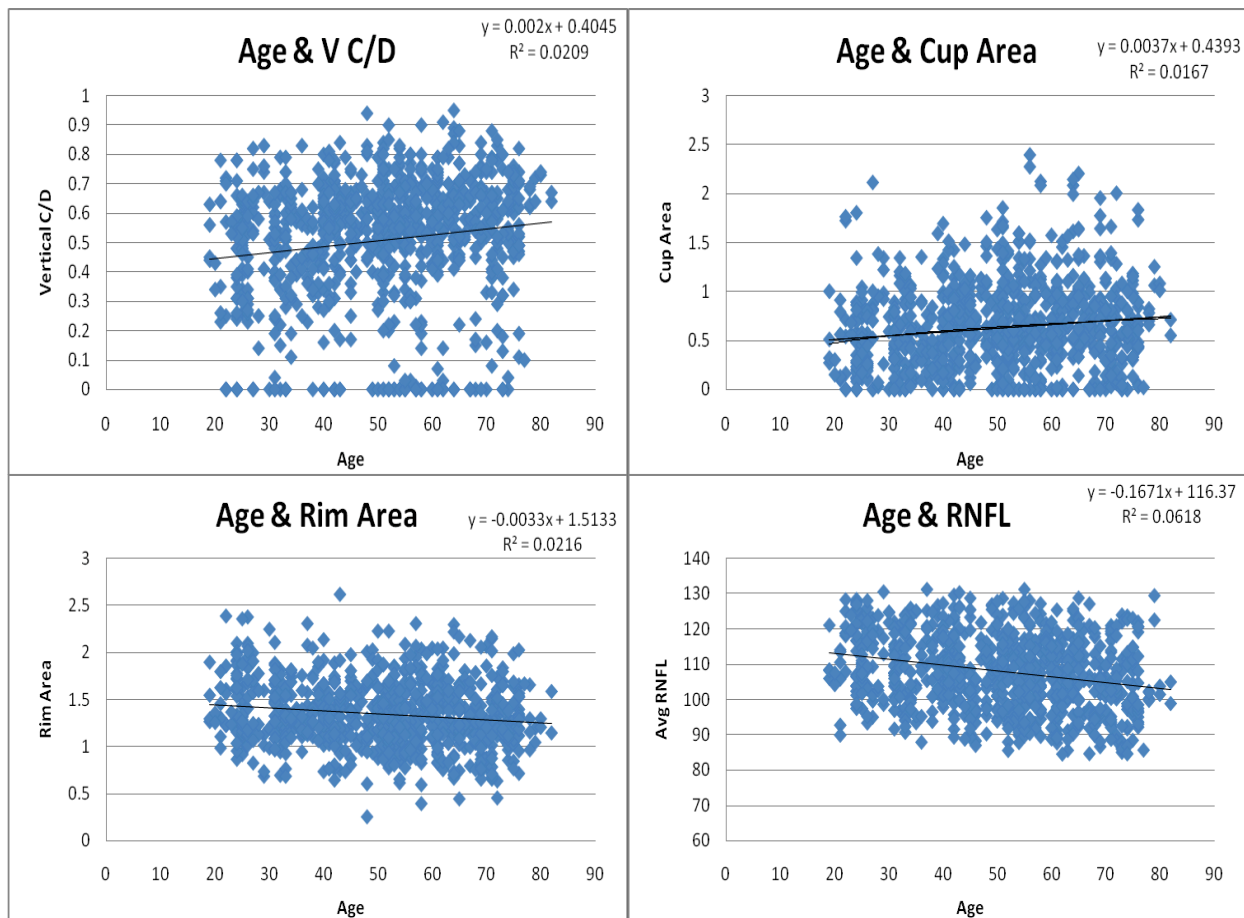 Age & V C/D
y = 0.002x + 0.4045
R² = 0.0209
Vertical C/D
1
0.9
0.8
0.7
0.6
0.5
0.4
0.3
0.2
0.1
0
0 10 20 30 40 50 60 70 80 90
Age
Age & Cup Area
y = 0.0037x + 0.4393
R² = 0.0167
Cup Area
3
2.5
2
1.5
1
0.5
0
0 10 20 30 40 50 60 70 80 90
Age
Age & Rim Area
y = -0.0033x + 1.5133
R² = 0.0216
Rim Area
3
2.5
2
1.5
1
0.5
0
0 10 20 30 40 50 60 70 80 90
Age
Age & RNFL
y = -0.1671x + 116.37
R² = 0.0618
Avg RNFL
140
130
120
110
100
90
80
70
60
0 10 20 30 40 50 60 70 80 90
Age